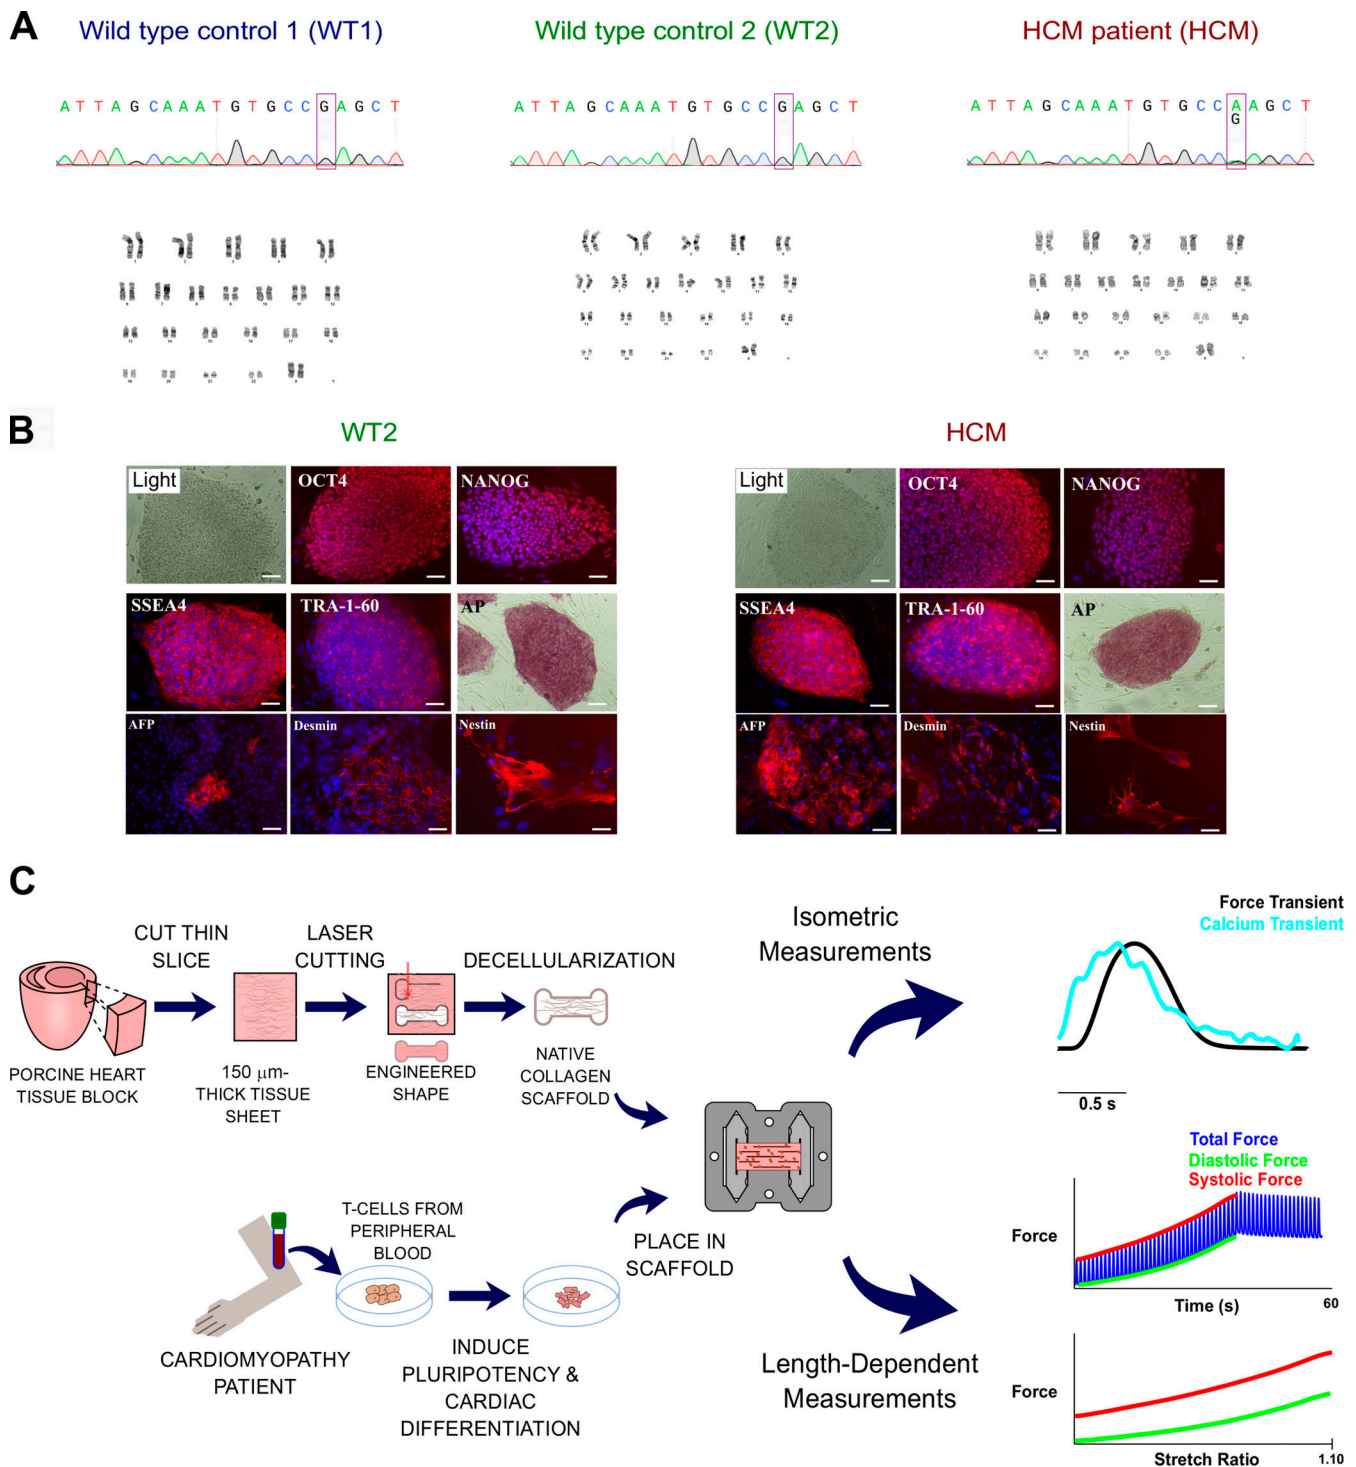 A
Wild type control 1 (WT1)
Wild type control 2 (WT2)
HCM patient (HCM)
A T T A G C A A A T G T G C C G A G C T
A T T A G C A A A T G T G C C G A G C T
A T T A G C A A A T G T G C C A A G C T
G
B
WT2
HCM
Light
OCT4
NANOG
SSEA4
TRA-1-60
AP
AFP
Desmin
Nestin
Light
OCT4
NANOG
SSEA4
TRA-1-60
AP
AFP
Desmin
Nestin
C
CUT THIN
SLICE
LASER
CUTTING
DECELLULARIZATION
PORCINE HEART
TISSUE BLOCK
150 µm-
THICK TISSUE
SHEET
ENGINEERED
SHAPE
NATIVE
COLLAGEN
SCAFFOLD
T-CELLS FROM
PERIPHERAL
BLOOD
PLACE IN
SCAFFOLD
CARDIOMYOPATHY
PATIENT
INDUCE
PLURIPOTENCY &
CARDIAC
DIFFERENTIATION
Isometric
Measurements
Length-Dependent
Measurements
Force Transient
Calcium Transient
0.5 s
Total Force
Diastolic Force
Systolic Force
Force
Time (s)
60
Force
Stretch Ratio
1.10